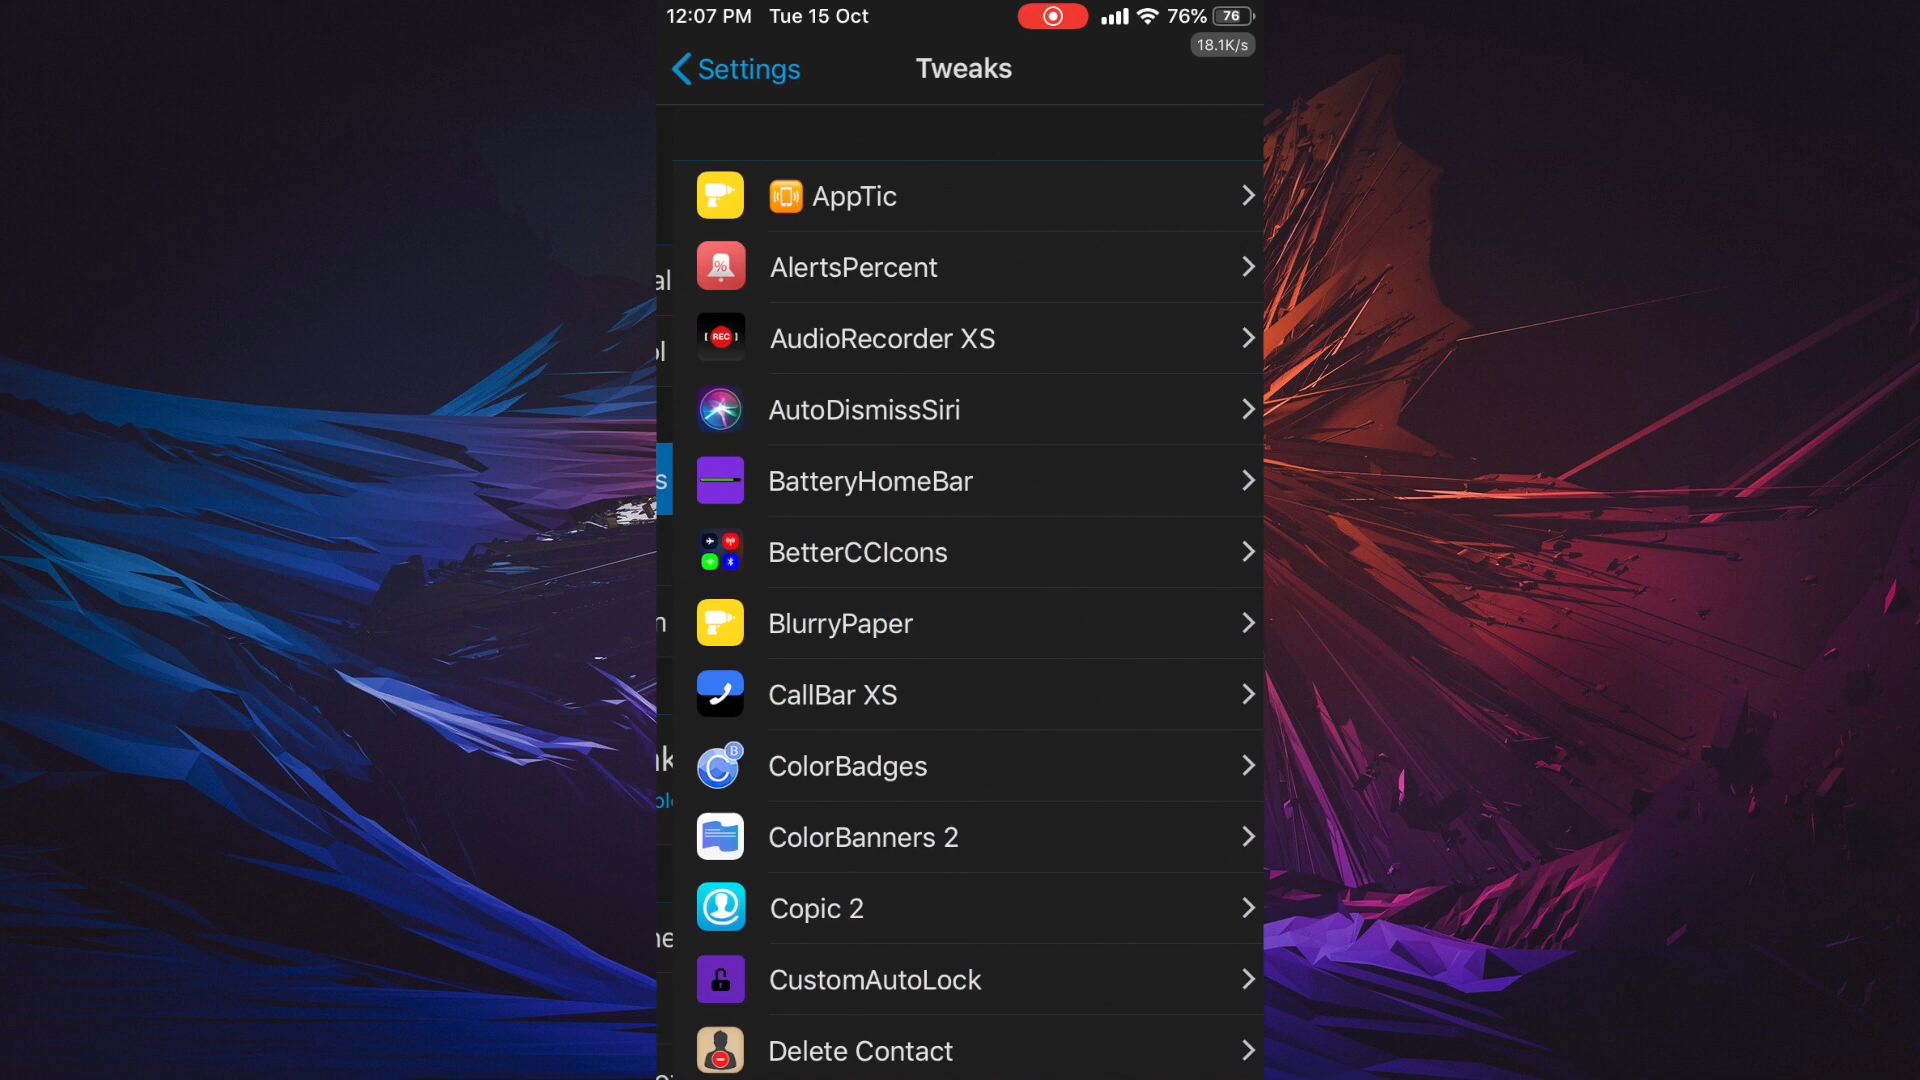 12:07 PM Tue 15 Oct 76% 76
18.1K/s
Settings Tweaks
AppTic
% AlertsPercent
REC AudioRecorder XS
AutoDismissSiri
BatteryHomeBar
BetterCCIcons
BlurryPaper
CallBar XS
C B ColorBadges
ColorBanners 2
Copic 2
CustomAutoLock
Delete Contact